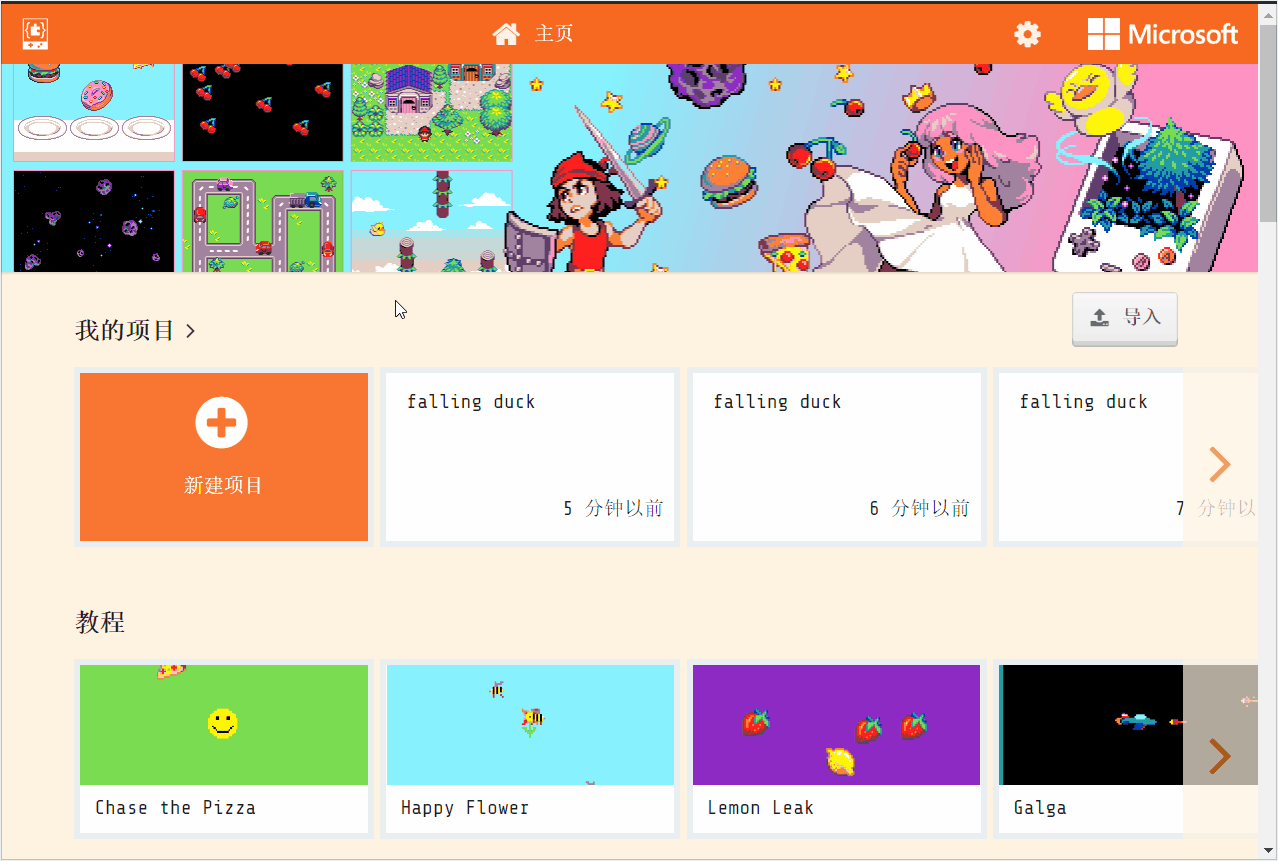 主页
Microsoft
我的项目 >
导入
新建项目
falling duck
5 分钟以前
falling duck
6 分钟以前
falling duck
7 分钟以
教程
Chase the Pizza
Happy Flower
Lemon Leak
Galga